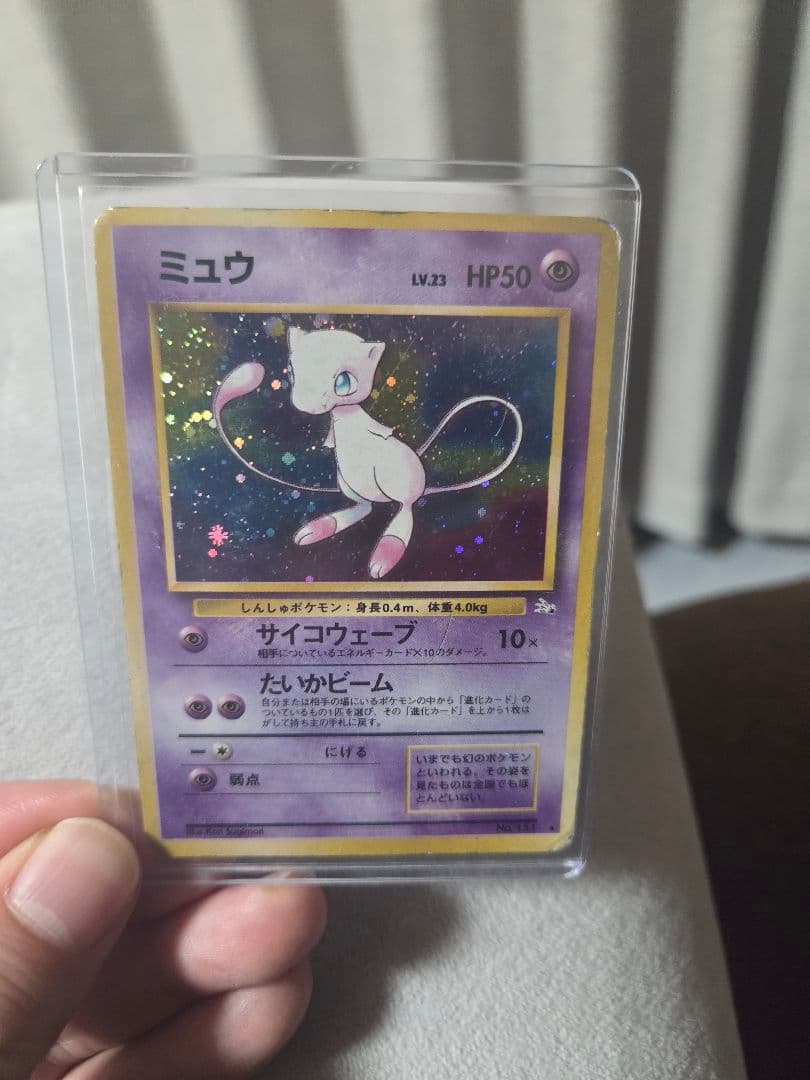 ミュウ
LV.23 HP50
しんしゅポケモン：身長0.4m、体重4.0kg
サイコウェーブ 10×
相手についているエネルギーカード×10のダメージ。
たいかビーム
自分または相手の場にいるポケモンの中から「進化カード」の
ついているもの1匹を選び、その「進化カード」を上から1枚は
がして持ち主の手札に戻す。
ー にげる
弱点
いまでも幻のポケモン
といわれる。その姿を
見たものは全国でもほ
とんどいない。
Ken Sugimori
No.151